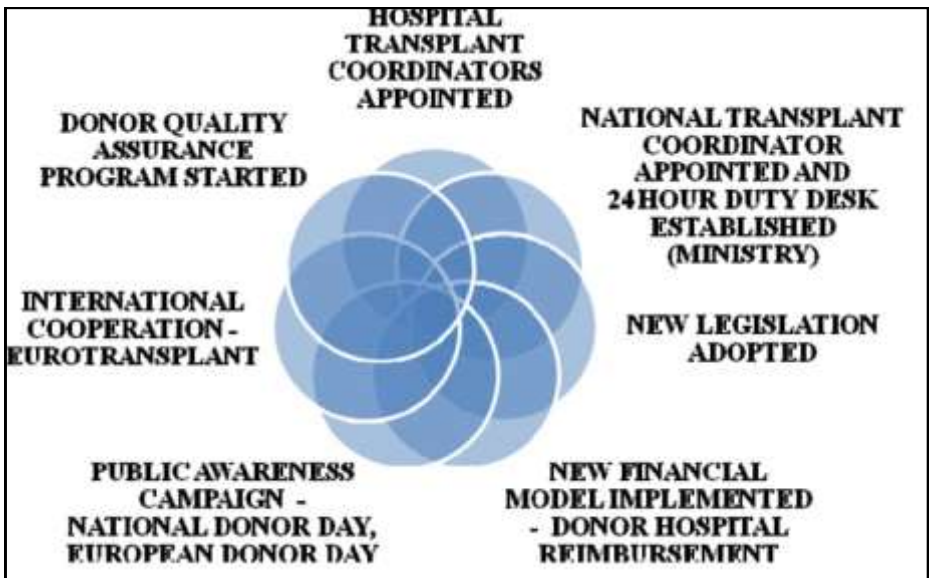 HOSPITAL
TRANSPLANT
COORDINATORS
APPOINTED
NATIONAL TRANSPLANT
COORDINATOR
APPOINTED AND
24 HOUR DUTY DESK
ESTABLISHED
(MINISTRY)
NEW LEGISLATION
ADOPTED
NEW FINANCIAL
MODEL IMPLEMENTED
- DONOR HOSPITAL
REIMBURSEMENT
PUBLIC AWARENESS
CAMPAIGN -
NATIONAL DONOR DAY,
EUROPEAN DONOR DAY
INTERNATIONAL
COOPERATION -
EUROTRANSPLANT
DONOR QUALITY
ASSURANCE
PROGRAM STARTED